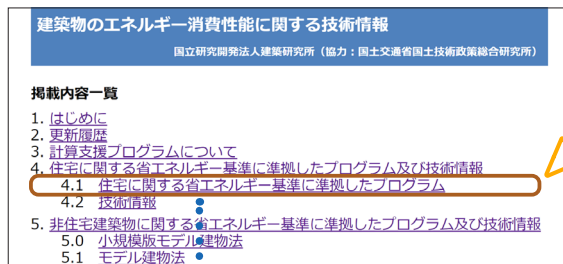 建築物のエネルギー消費性能に関する技術情報
国立研究開発法人建築研究所（協力：国土交通省国土技術政策総合研究所）
掲載内容一覧
1. はじめに
2. 更新履歴
3. 計算支援プログラムについて
4. 住宅に関する省エネルギー基準に準拠したプログラム及び技術情報
4.1 住宅に関する省エネルギー基準に準拠したプログラム
4.2 技術情報
5. 非住宅建築物に関する省エネルギー基準に準拠したプログラム及び技術情報
5.0 小規模版モデル建物法
5.1 モデル建物法